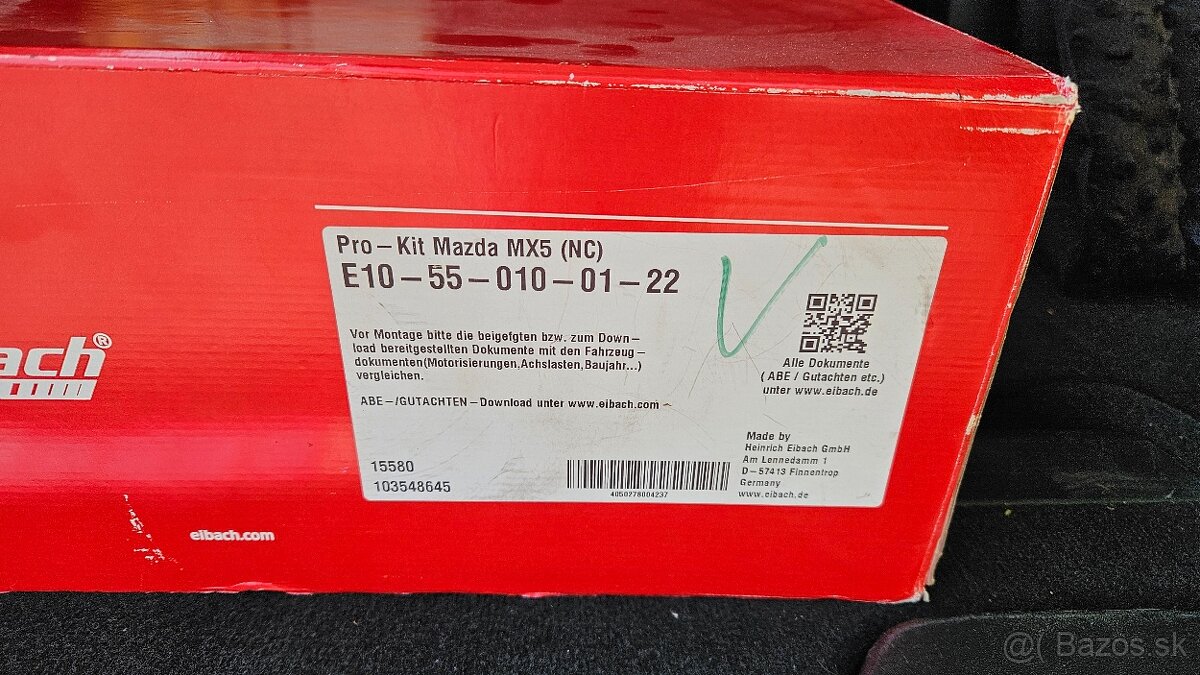 Pro-Kit Mazda MX5 (NC)
E10-55-010-01-22
Vor Montage bitte die beigefgten bzw. zum Down-
load bereitgestellten Dokumente mit den Fahrzeug-
dokumenten(Motorisierungen,Achslasten,Baujahr...)
vergleichen.
ABE-/GUTACHTEN-Download unter www.eibach.com
Alle Dokumente
( ABE / Gutachten etc.)
unter www.eibach.de
15580
103548645
4050278004237
Made by
Heinrich Eibach GmbH
Am Lennedamm 1
D-57413 Finnentrop
Germany
www.eibach.de
ach®
eibach.com
@( Bazos.sk